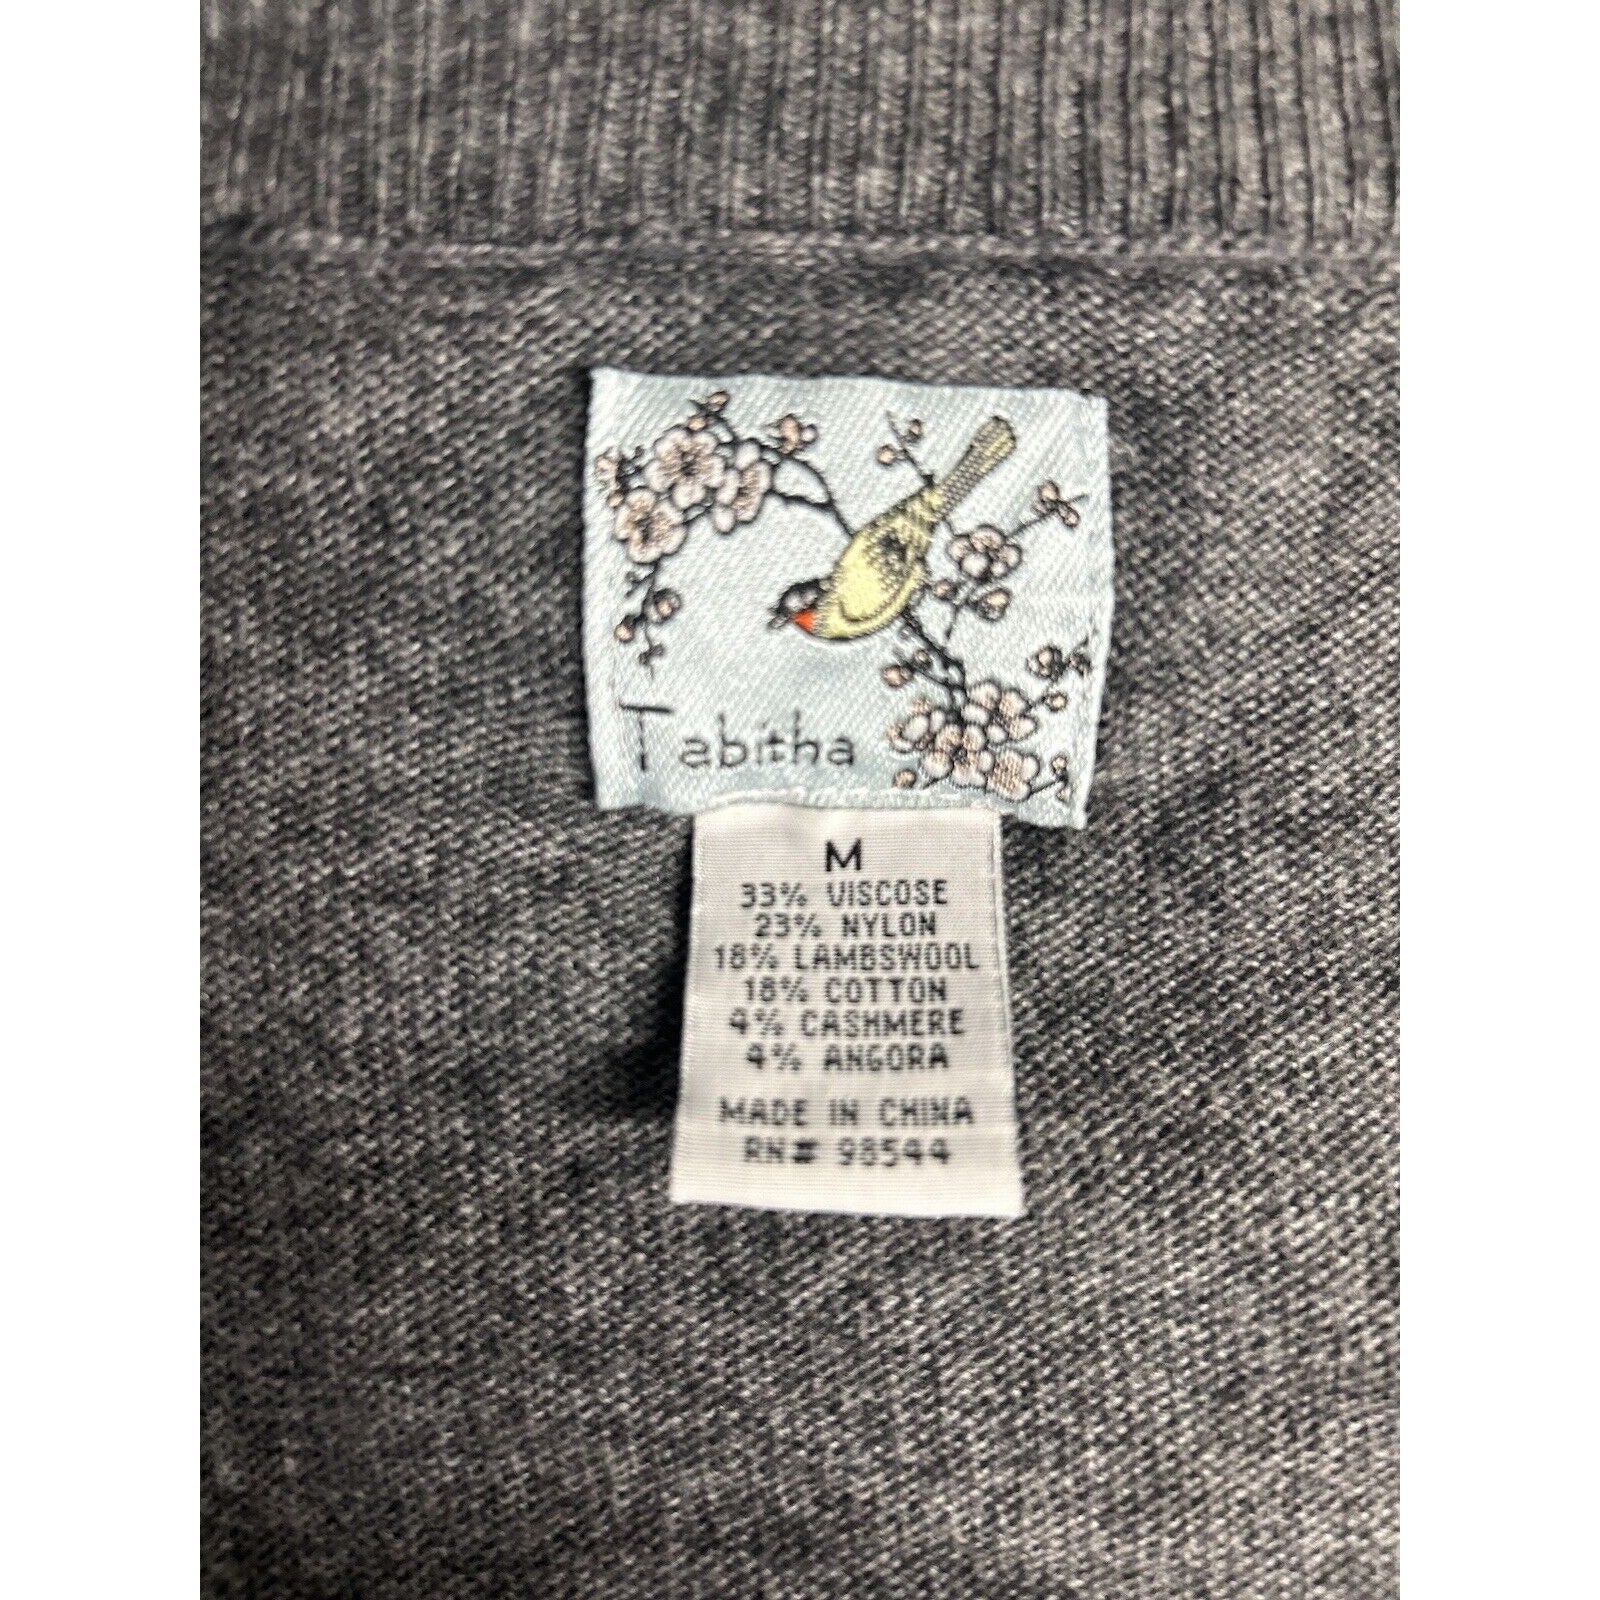 Tabitha
M
33% VISCOSE
23% NYLON
18% LAMBSWOOL
18% COTTON
4% CASHMERE
4% ANGORA
MADE IN CHINA
RN# 98544